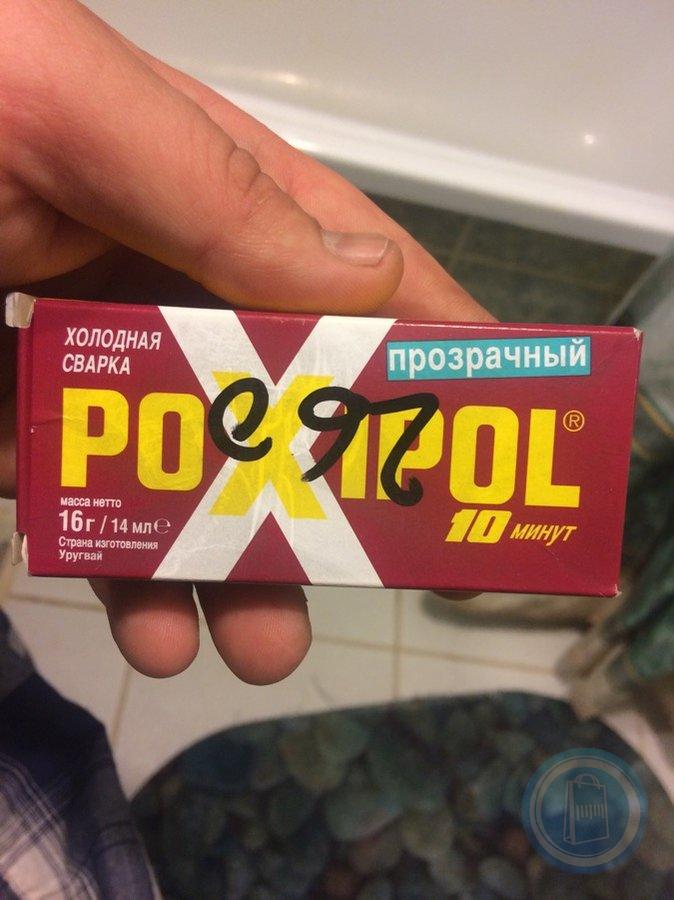 ХОЛОДНАЯ
СВАРКА
прозрачный
POXIPOL®
масса нетто
16г / 14 мл℮
Страна изготовления
Уругвай
10 минут